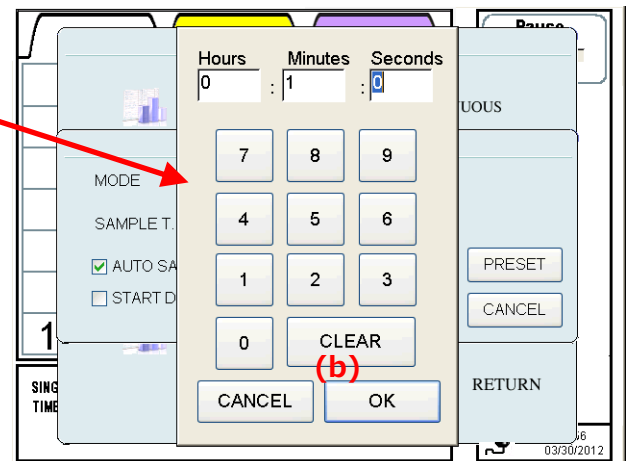 Pause
Hours Minutes Seconds
0 : 1 : 0
UOUS
7 8 9
MODE
SAMPLE T.
4 5 6
AUTO SA
1 2 3
PRESET
START D
CANCEL
1
0 CLEAR
(b)
SING
TIME
CANCEL OK
RETURN
03/30/2012